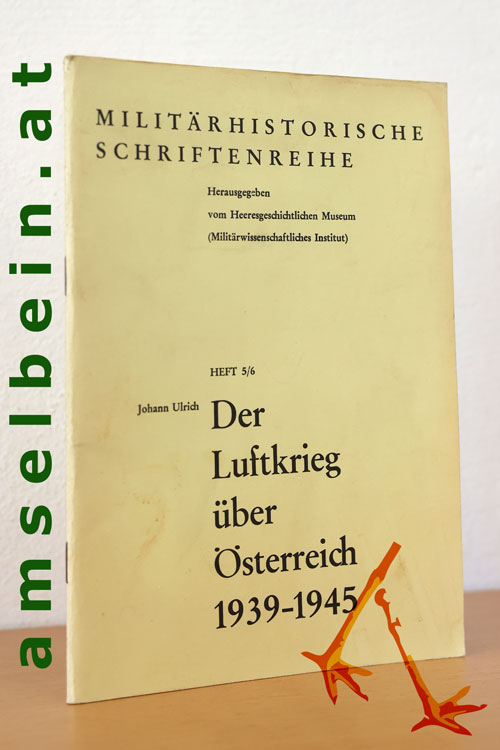 amselbein.at
MILITÄRHISTORISCHE
SCHRIFTENREIHE
Herausgegeben
vom Heeresgeschichtlichen Museum
(Militärwissenschaftliches Institut)
HEFT 5/6
Johann Ulrich
Der
Luftkrieg
über
Österreich
1939-1945